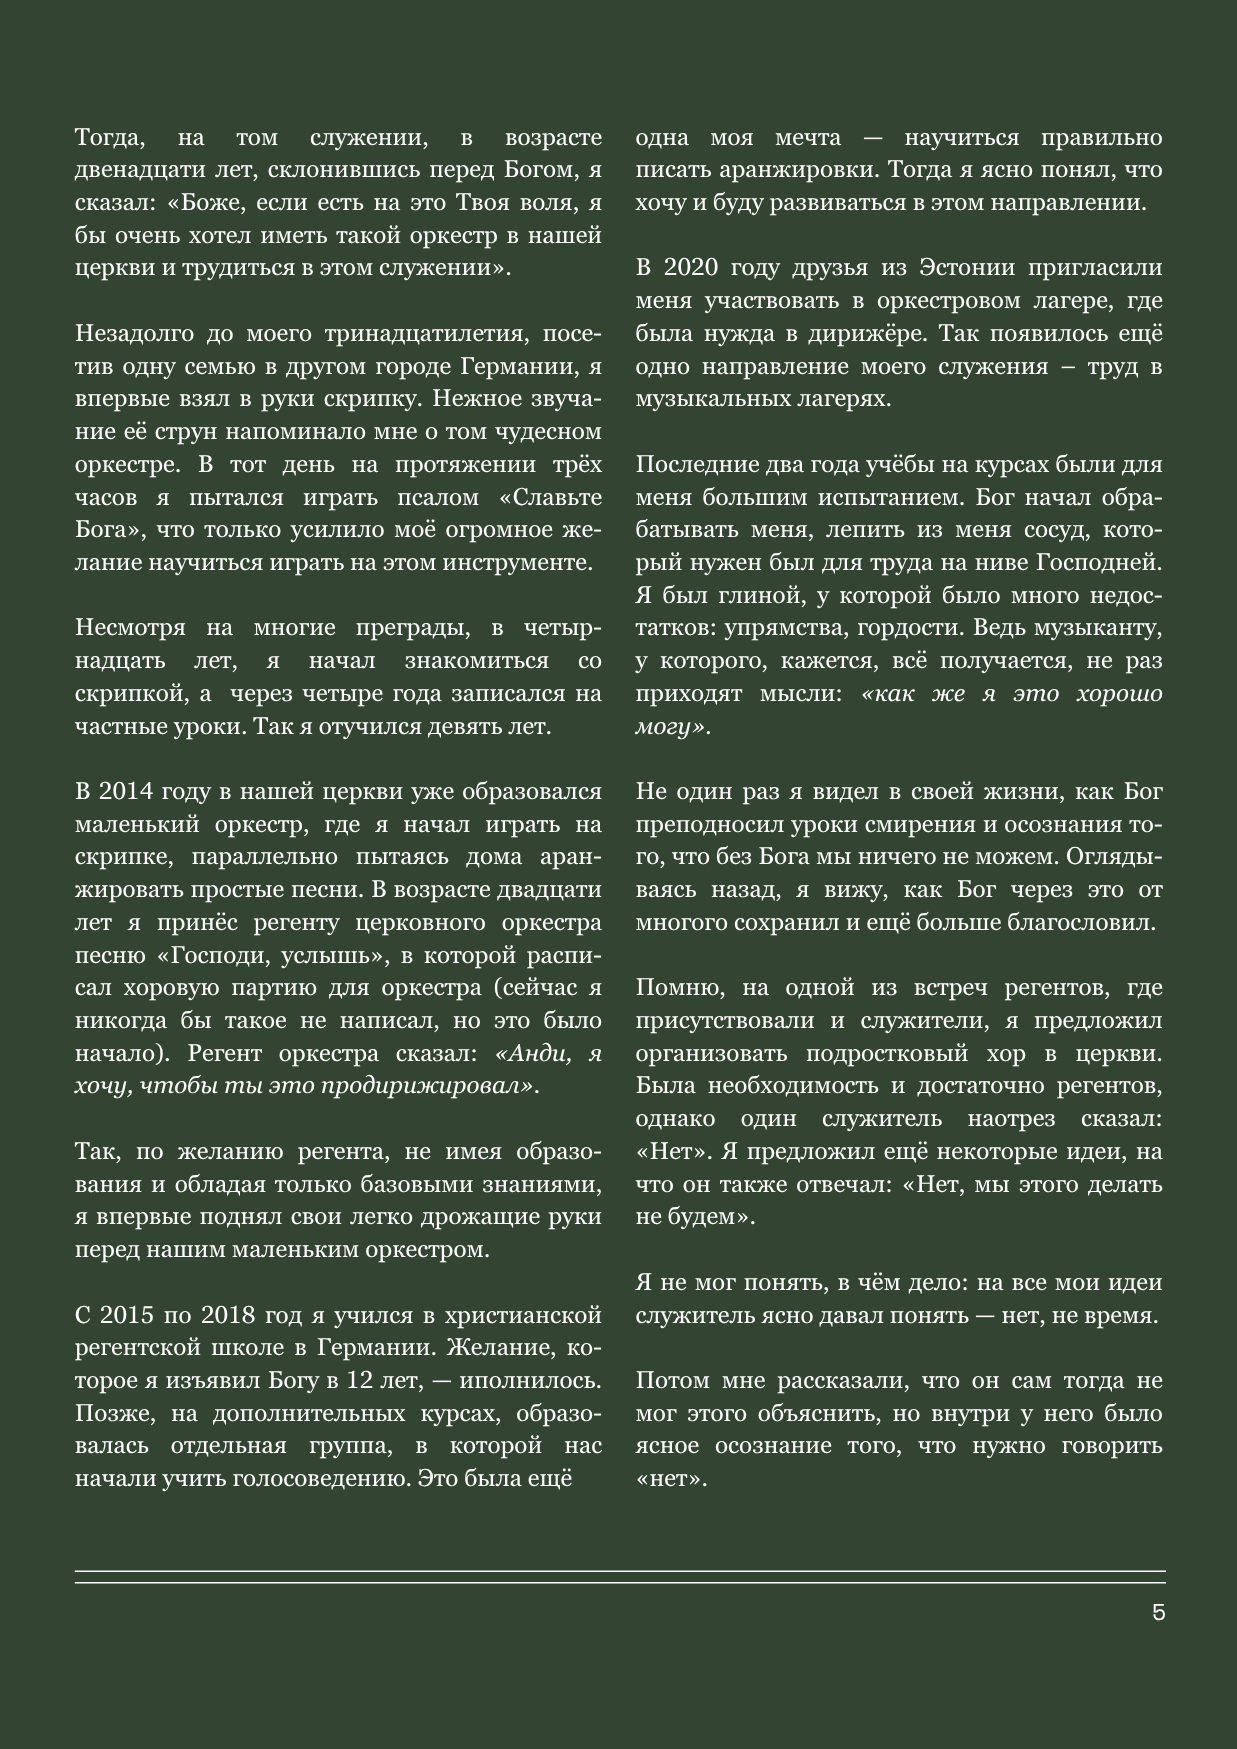 Тогда, на том служении, в возрасте
двенадцати лет, склонившись перед Богом, я
сказал: «Боже, если есть на это Твоя воля, я
бы очень хотел иметь такой оркестр в нашей
церкви и трудиться в этом служении».
Незадолго до моего тринадцатилетия, посе-
тив одну семью в другом городе Германии, я
впервые взял в руки скрипку. Нежное звуча-
ние её струн напоминало мне о том чудесном
оркестре. В тот день на протяжении трёх
часов я пытался играть псалом «Славьте
Бога», что только усилило моё огромное же-
лание научиться играть на этом инструменте.
Несмотря на многие преграды, в четыр-
надцать лет, я начал знакомиться со
скрипкой, а через четыре года записался на
частные уроки. Так я отучился девять лет.
В 2014 году в нашей церкви уже образовался
маленький оркестр, где я начал играть на
скрипке, параллельно пытаясь дома аран-
жировать простые песни. В возрасте двадцати
лет я принёс регенту церковного оркестра
песню «Господи, услышь», в которой распи-
сал хоровую партию для оркестра (сейчас я
никогда бы такое не написал, но это было
начало). Регент оркестра сказал: «Анди, я
хочу, чтобы ты это продирижировал».
Так, по желанию регента, не имея образо-
вания и обладая только базовыми знаниями,
я впервые поднял свои легко дрожащие руки
перед нашим маленьким оркестром.
С 2015 по 2018 год я учился в христианской
регентской школе в Германии. Желание, ко-
торое я изъявил Богу в 12 лет, — иполнилось.
Позже, на дополнительных курсах, образо-
валась отдельная группа, в которой нас
начали учить голосоведению. Это была ещё
одна моя мечта — научиться правильно
писать аранжировки. Тогда я ясно понял, что
хочу и буду развиваться в этом направлении.
В 2020 году друзья из Эстонии пригласили
меня участвовать в оркестровом лагере, где
была нужда в дирижёре. Так появилось ещё
одно направление моего служения – труд в
музыкальных лагерях.
Последние два года учёбы на курсах были для
меня большим испытанием. Бог начал обра-
батывать меня, лепить из меня сосуд, кото-
рый нужен был для труда на ниве Господней.
Я был глиной, у которой было много недос-
татков: упрямства, гордости. Ведь музыканту,
у которого, кажется, всё получается, не раз
приходят мысли: «как же я это хорошо
могу».
Не один раз я видел в своей жизни, как Бог
преподносил уроки смирения и осознания то-
го, что без Бога мы ничего не можем. Огляды-
ваясь назад, я вижу, как Бог через это от
многого сохранил и ещё больше благословил.
Помню, на одной из встреч регентов, где
присутствовали и служители, я предложил
организовать подростковый хор в церкви.
Была необходимость и достаточно регентов,
однако один служитель наотрез сказал:
«Нет». Я предложил ещё некоторые идеи, на
что он также отвечал: «Нет, мы этого делать
не будем».
Я не мог понять, в чём дело: на все мои идеи
служитель ясно давал понять — нет, не время.
Потом мне рассказали, что он сам тогда не
мог этого объяснить, но внутри у него было
ясное осознание того, что нужно говорить
«нет».
5